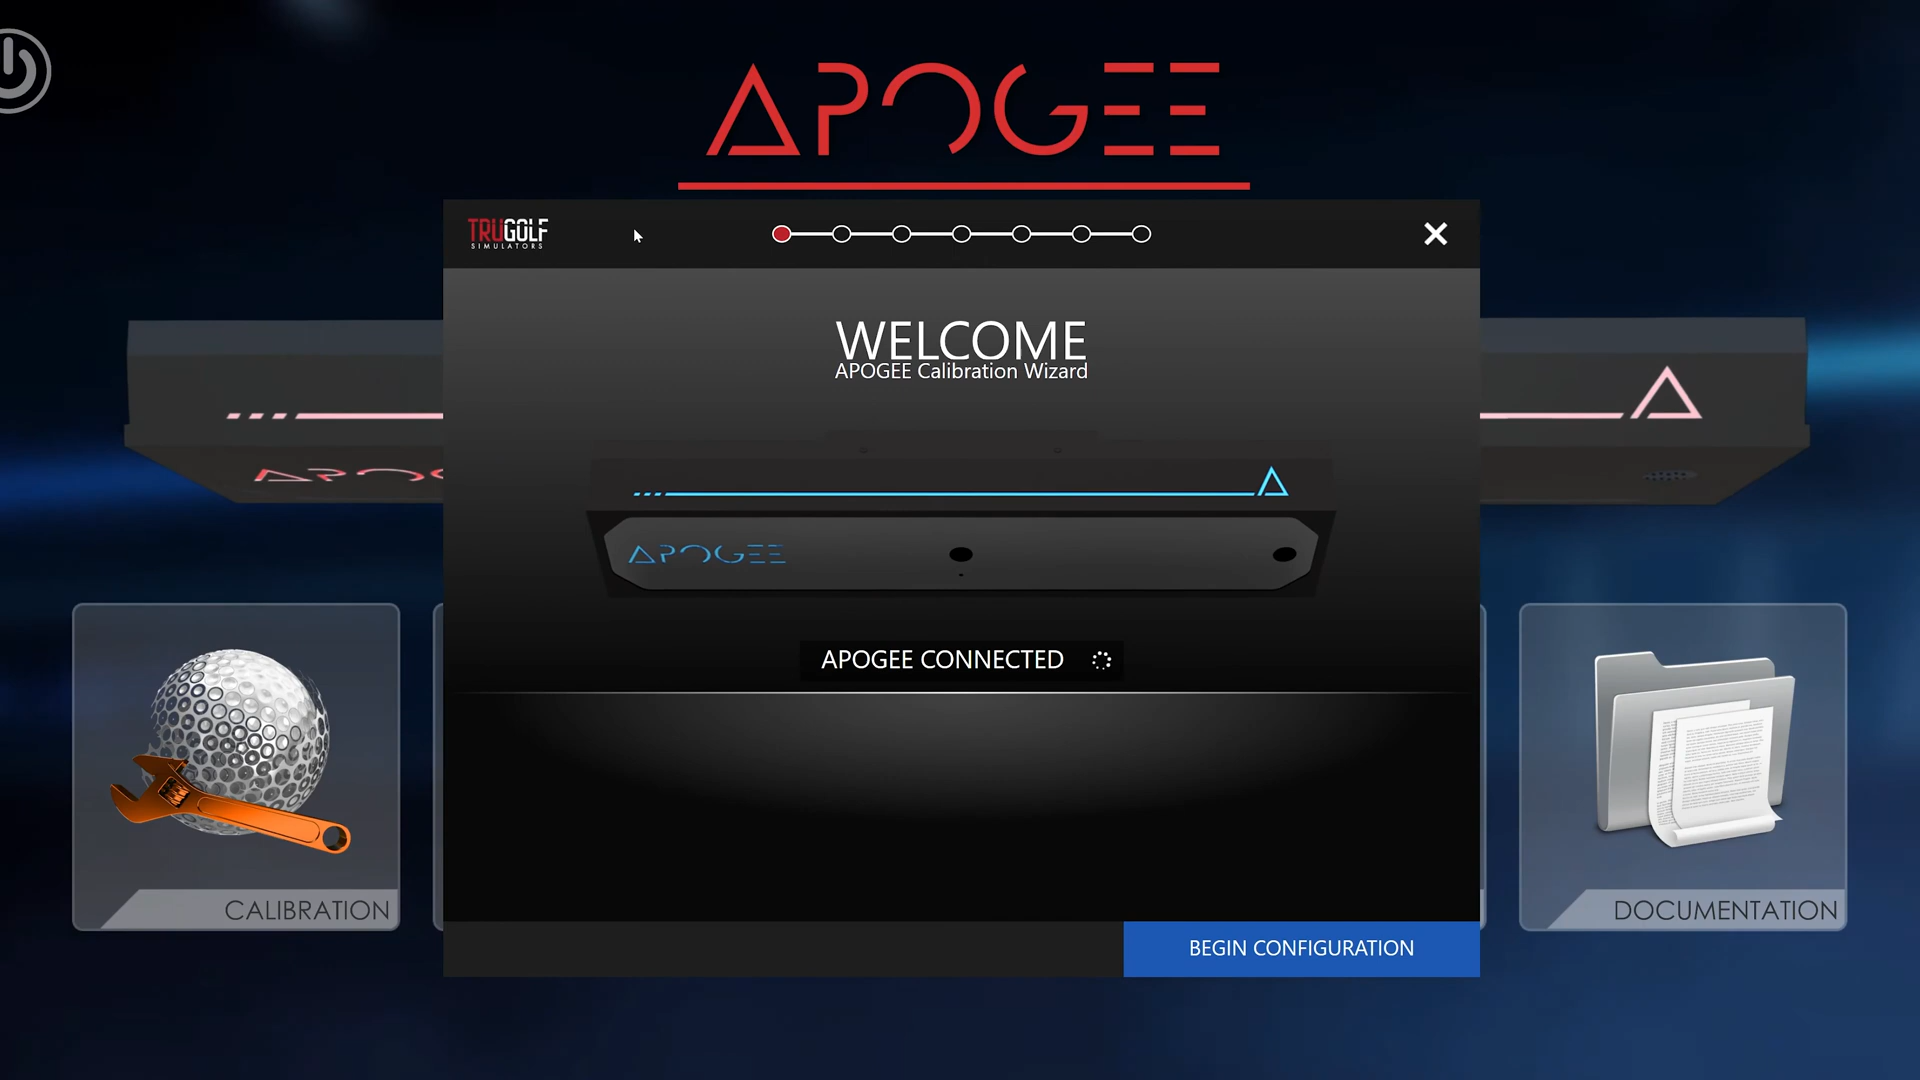 APOGEE
TRUGOLF
SIMULATORS
WELCOME
APOGEE Calibration Wizard
APOGEE
APOGEE CONNECTED
CALIBRATION
DOCUMENTATION
BEGIN CONFIGURATION